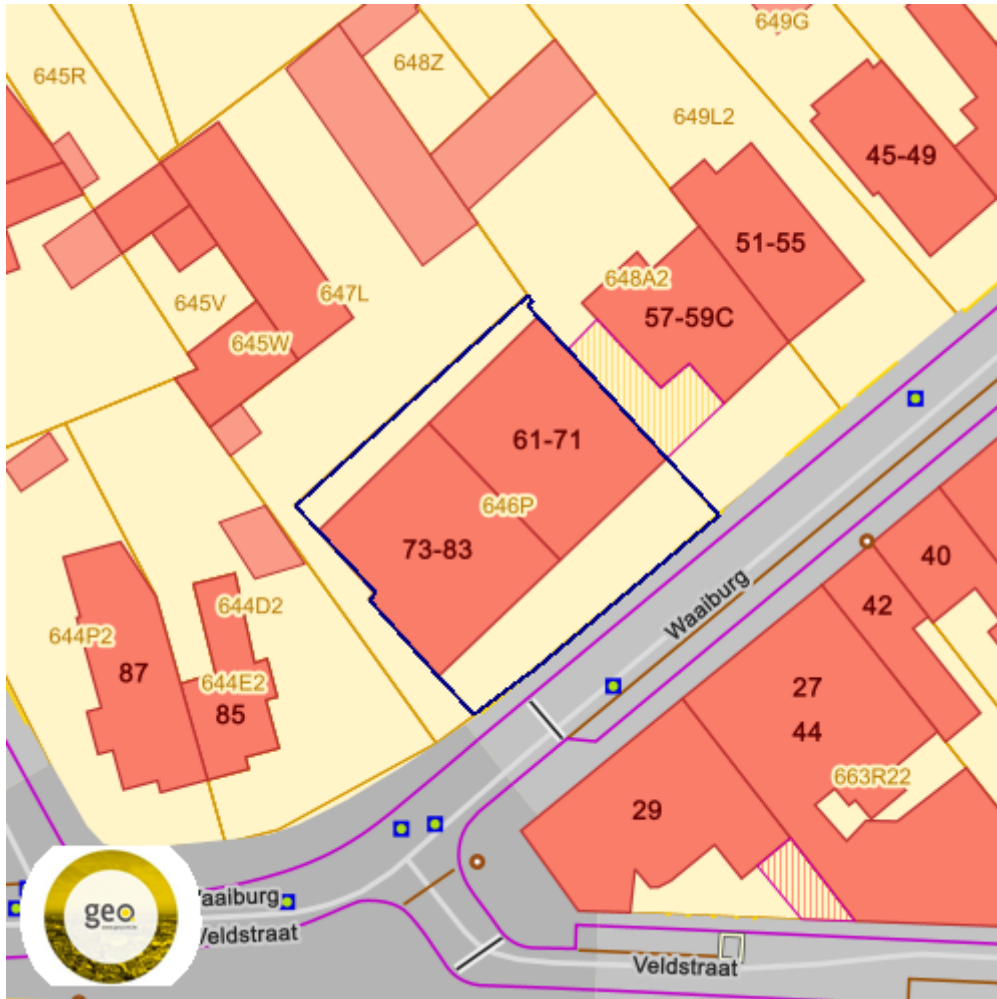 649G
648Z
645R
649L2
45-49
51-55
648A2
645V
647L
57-59C
645W
61-71
646P
73-83
40
644D2
Waaiburg
42
644P2
87
644E2
27
85
44
663R22
29
geo
Waaiburg
Veldstraat
Veldstraat